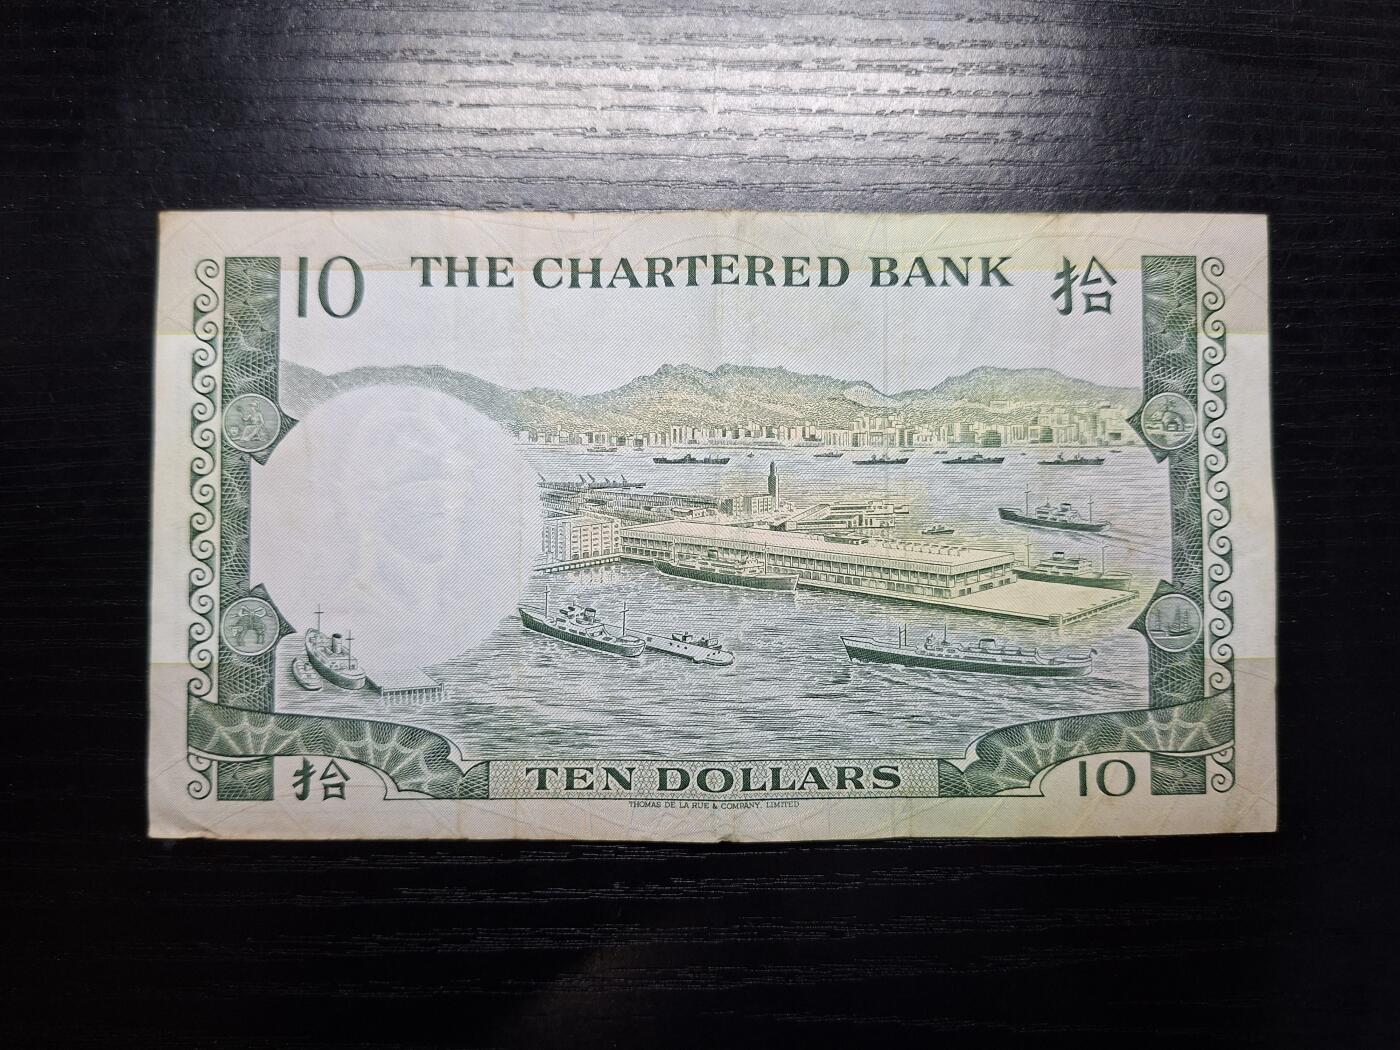 10 THE CHARTERED BANK 拾
拾 TEN DOLLARS 10
THOMAS DE LA RUE & COMPANY, LIMITED